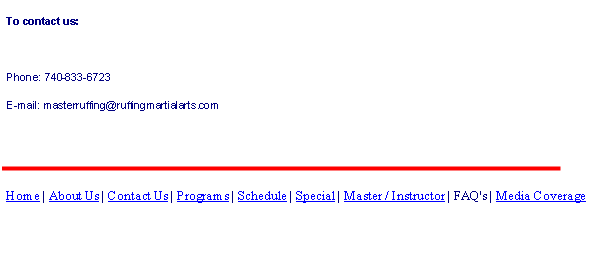 To contact us:
Phone: 740-833-6723
E-mail: masterruffing@ruffingmartialarts.com
Home | About Us | Contact Us | Programs | Schedule | Special | Master / Instructor | FAQ's | Media Coverage